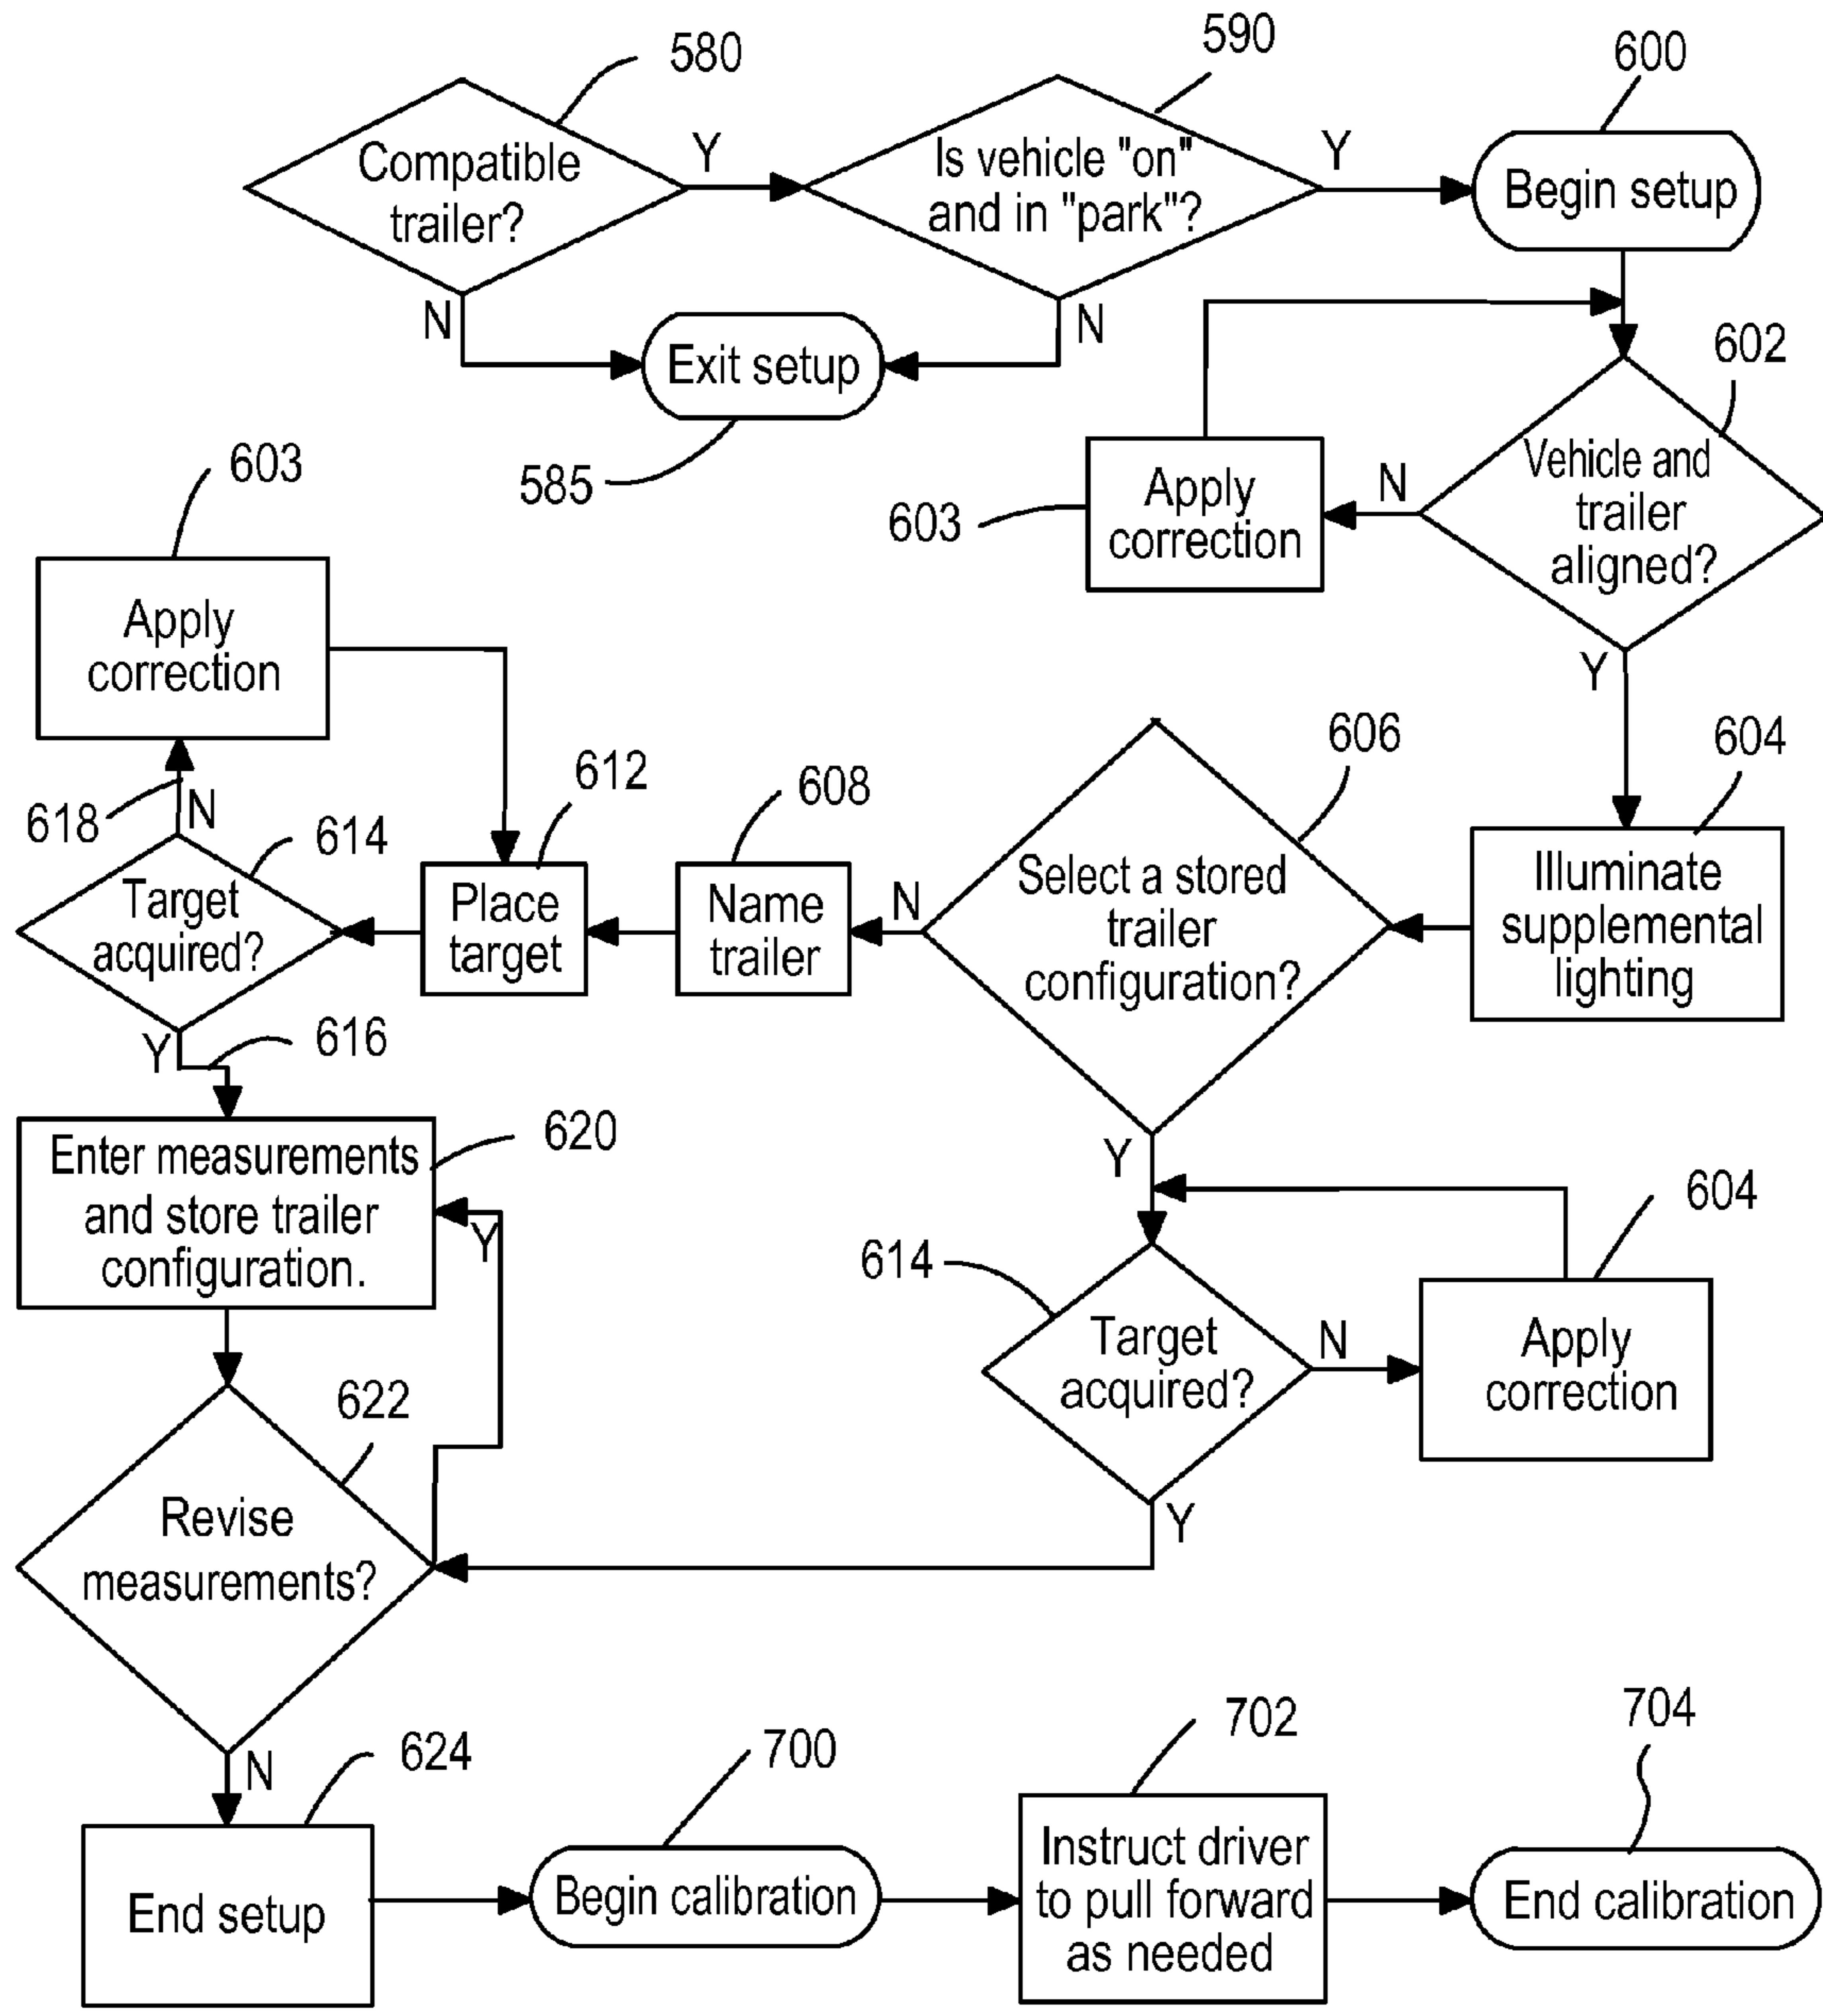 580
590
600
Compatible
trailer?
Y
Is vehicle "on"
and in "park"?
Y
Begin setup
N
Exit setup
N
585
602
Vehicle and
trailer
aligned?
N
Apply
correction
603
603
Apply
correction
Y
618
N
614
Target
acquired?
612
Place
target
608
Name
trailer
N
606
Select a stored
trailer
configuration?
604
Illuminate
supplemental
lighting
Y
616
Enter measurements
and store trailer
configuration.
620
Y
Y
614
Target
acquired?
N
604
Apply
correction
Y
622
Revise
measurements?
N
624
End setup
700
Begin calibration
702
Instruct driver
to pull forward
as needed
704
End calibration